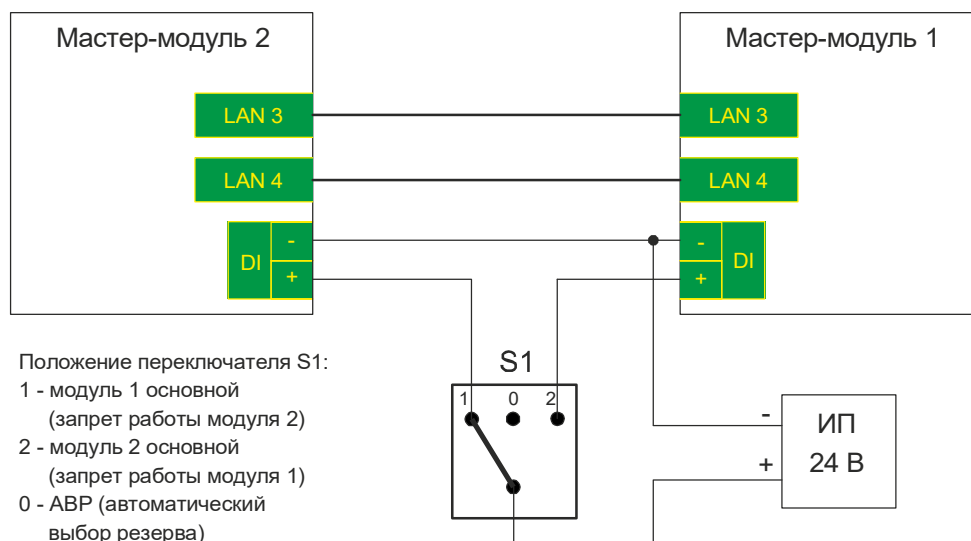 Мастер-модуль 2
Мастер-модуль 1
LAN 3
LAN 3
LAN 4
LAN 4
DI
-
+
-
+
DI
Положение переключателя S1:
1 - модуль 1 основной
(запрет работы модуля 2)
2 - модуль 2 основной
(запрет работы модуля 1)
0 - АВР (автоматический
выбор резерва)
S1
1 0 2
-
+
ИП
24 В